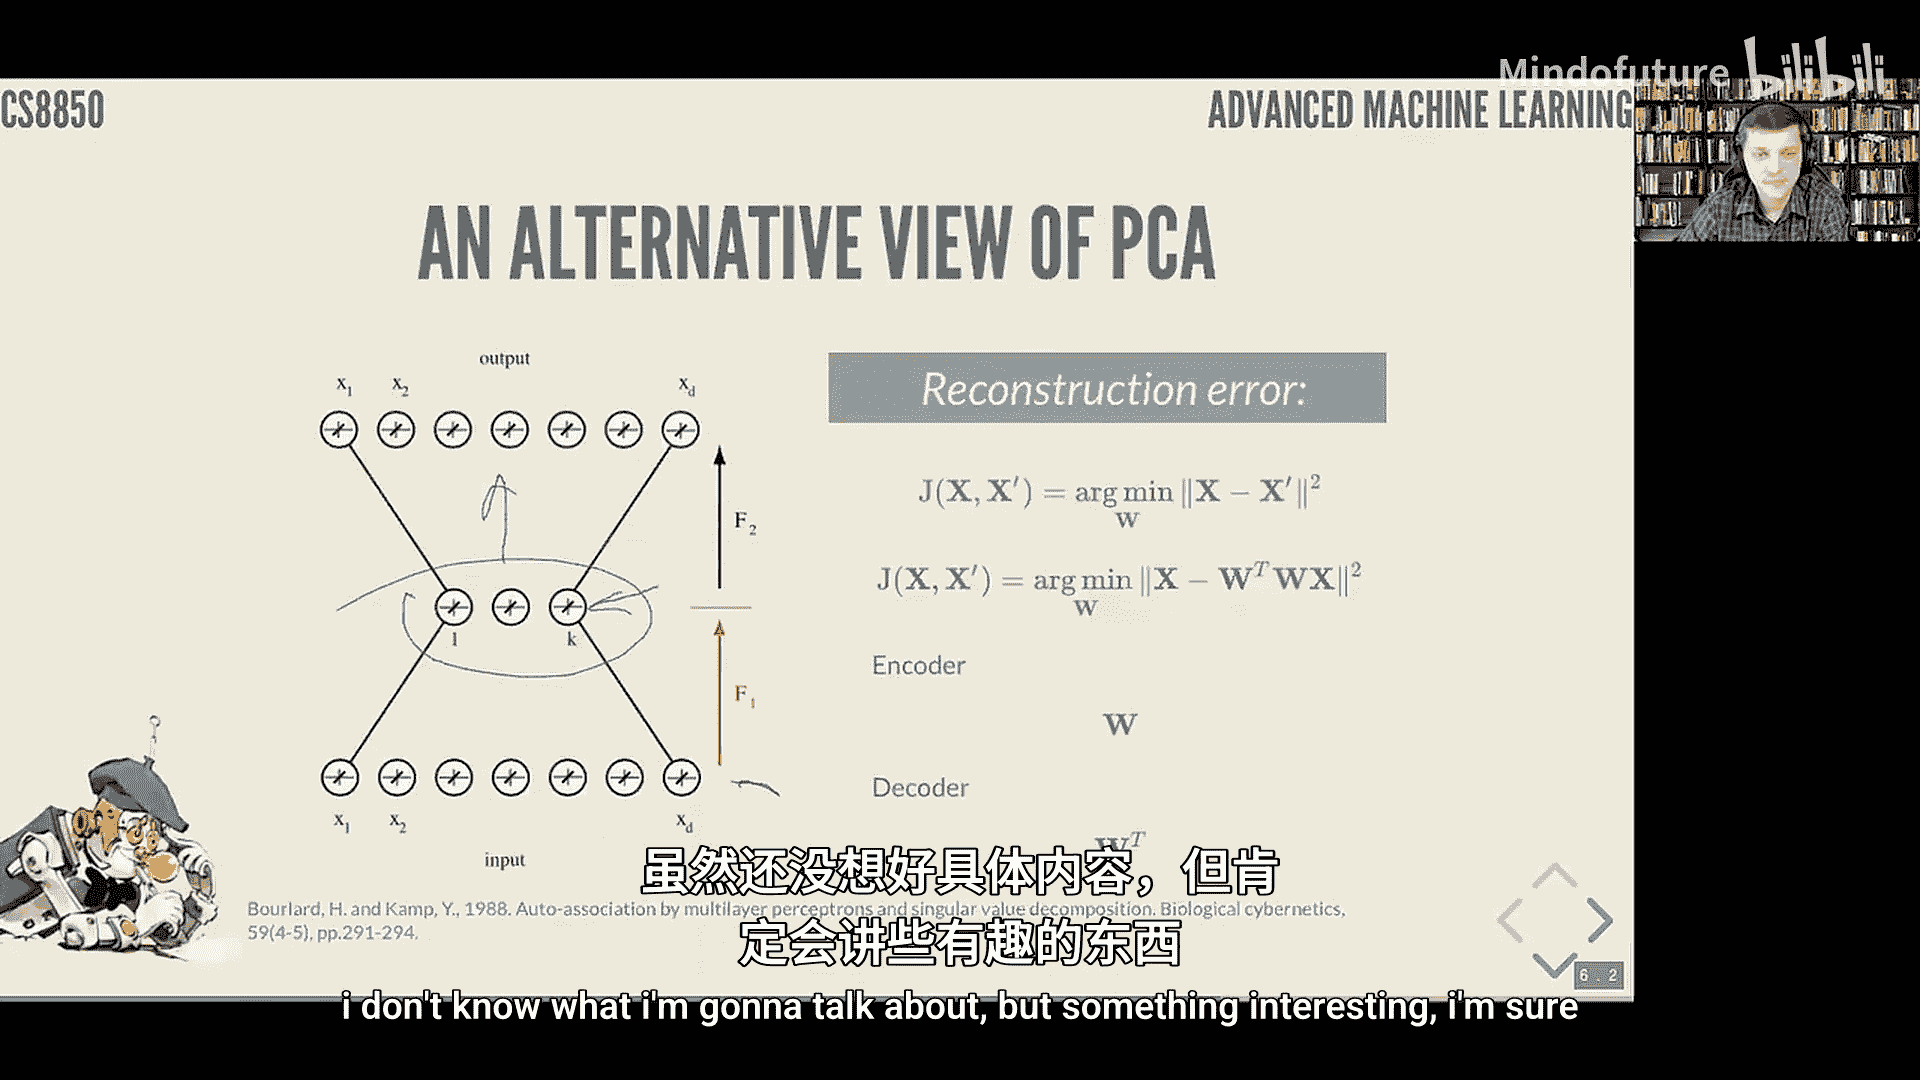 Mindofuture bilibili
CS8850
ADVANCED MACHINE LEARNING
AN ALTERNATIVE VIEW OF PCA
output
x1 x2 xd
F2
1 k
F1
x1 x2 xd
input
Reconstruction error:
J(X, X′) = arg min W ‖X − X′‖²
J(X, X′) = arg min W ‖X − WᵀWX‖²
Encoder
W
Decoder
Wᵀ
Bourlard, H. and Kamp, Y., 1988. Auto-association by multilayer perceptrons and singular value decomposition. Biological cybernetics,
59(4-5), pp.291-294.
6.2
虽然还没想好具体内容，但肯
定会讲些有趣的东西
i don't know what i'm gonna talk about, but something interesting, i'm sure